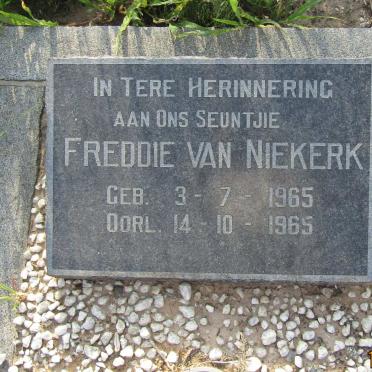 IN TERE HERINNERING
AAN ONS SEUNTJIE
FREDDIE VAN NIEKERK
GEB. 3 - 7 - 1965
OORL. 14 - 10 - 1965